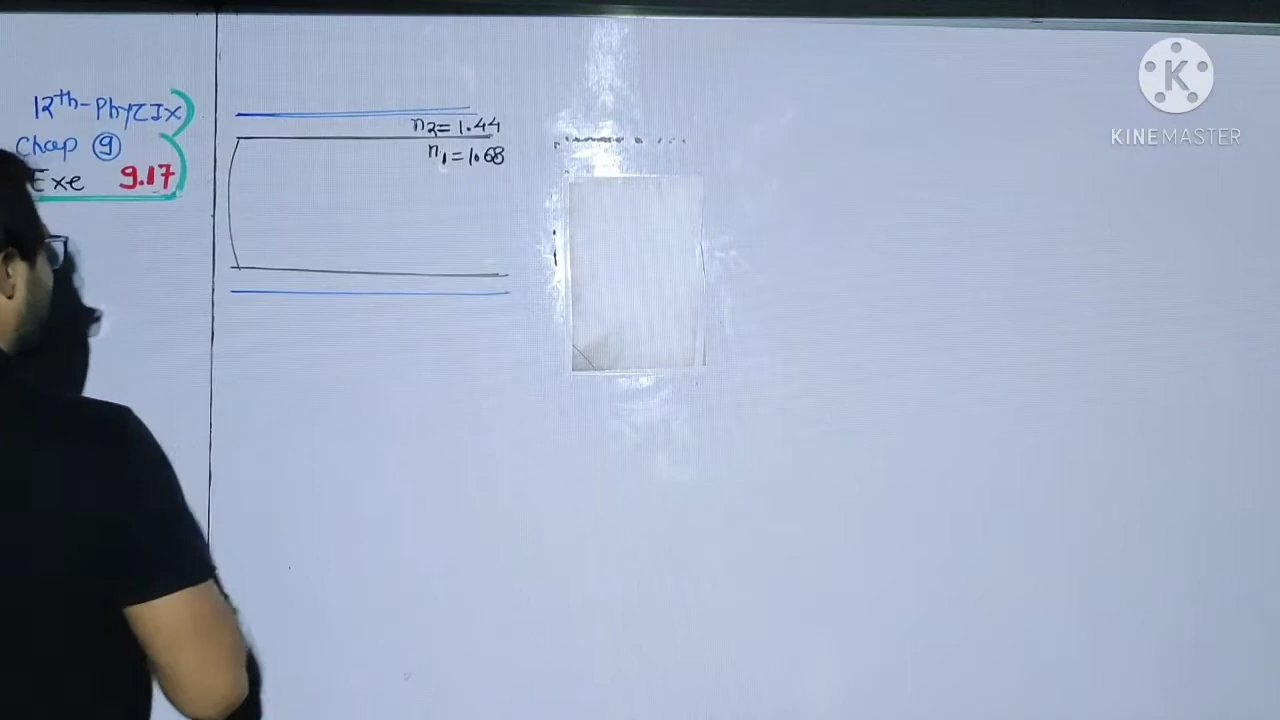 12th-PhyZIx
Chap 9
Exe 9.17
n2=1.44
n1=1.68
K
KINEMASTER